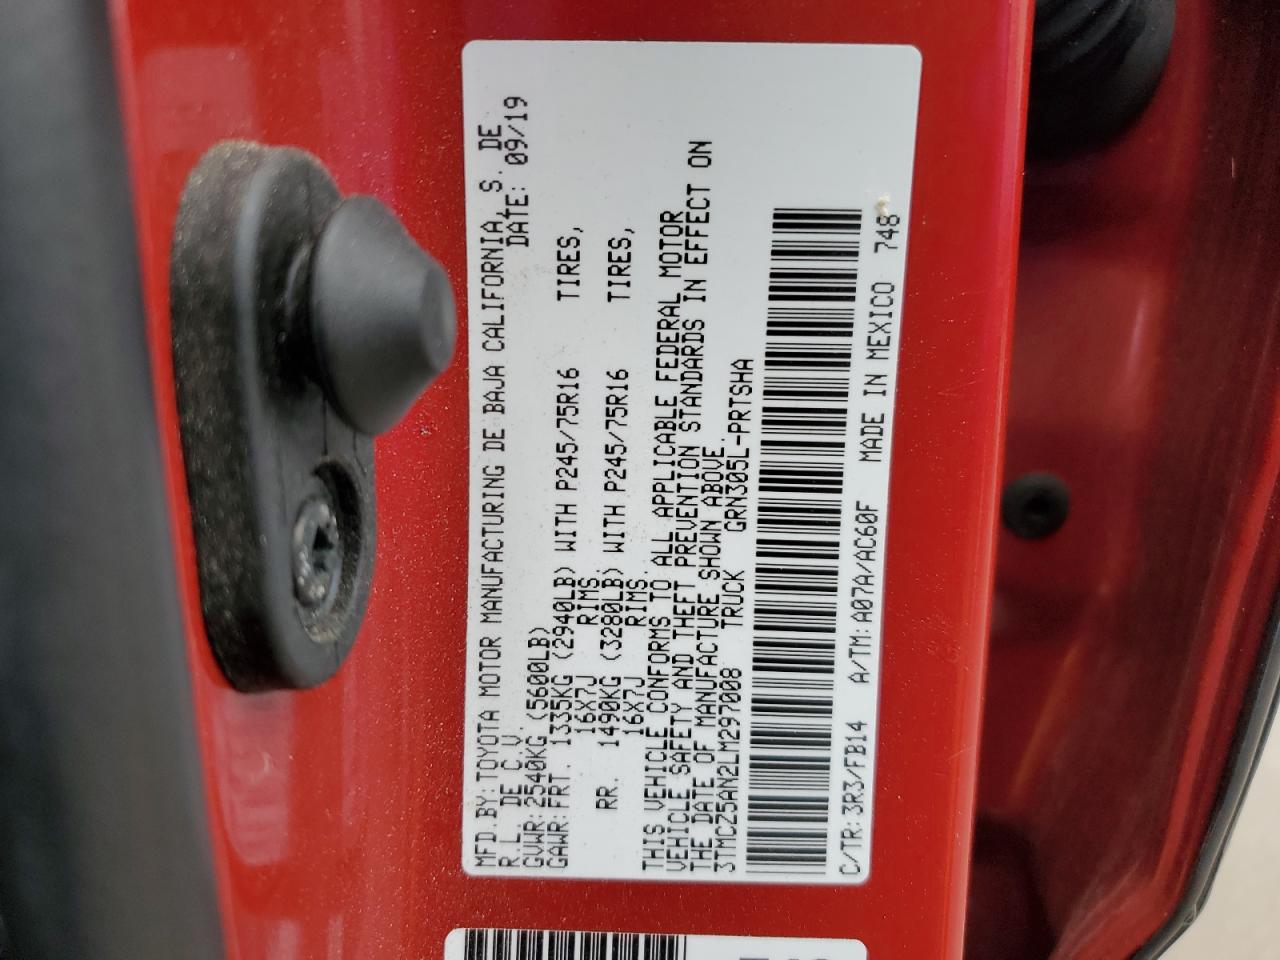 MFD.BY:TOYOTA MOTOR MANUFACTURING DE BAJA CALIFORNIA, S. DE
R.L. DE C.V. DATE: 09/19
GVWR:2540KG (5600LB)
GAWR:FRT. 1335KG (2940LB) WITH P245/75R16 TIRES,
16X7J RIMS.
RR. 1490KG (3280LB) WITH P245/75R16 TIRES,
16X7J RIMS.
THIS VEHICLE CONFORMS TO ALL APPLICABLE FEDERAL MOTOR
VEHICLE SAFETY AND THEFT PREVENTION STANDARDS IN EFFECT ON
THE DATE OF MANUFACTURE SHOWN ABOVE.
3TMCZ5AN2LM297008 TRUCK GRN305L-PRTSHA
C/TR:3R3/FB14 A/TM:A07A/AC60F MADE IN MEXICO 748